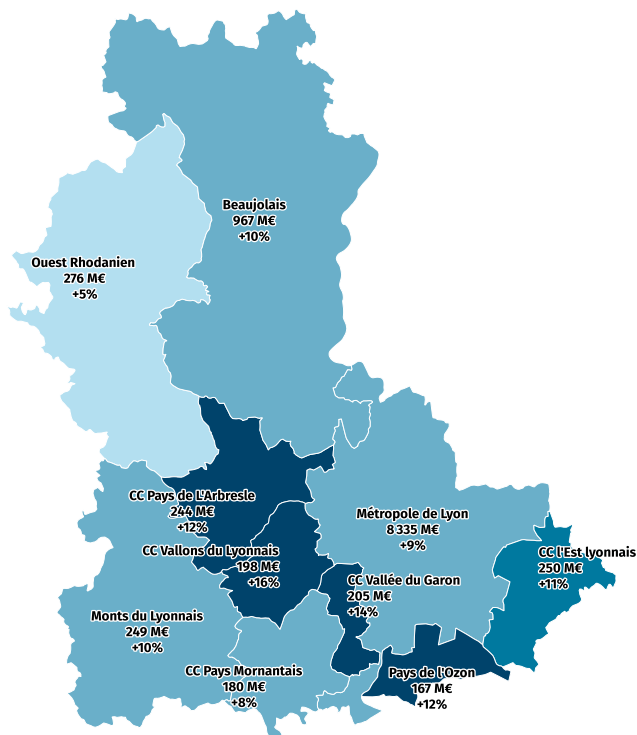 Beaujolais
967 M€
+10%
Ouest Rhodanien
276 M€
+5%
CC Pays de L'Arbresle
244 M€
+12%
Métropole de Lyon
8 335 M€
+9%
CC Vallons du Lyonnais
198 M€
+16%
CC l'Est lyonnais
250 M€
+11%
CC Vallée du Garon
205 M€
+14%
Monts du Lyonnais
249 M€
+10%
CC Pays Mornantais
180 M€
+8%
Pays de l'Ozon
167 M€
+12%